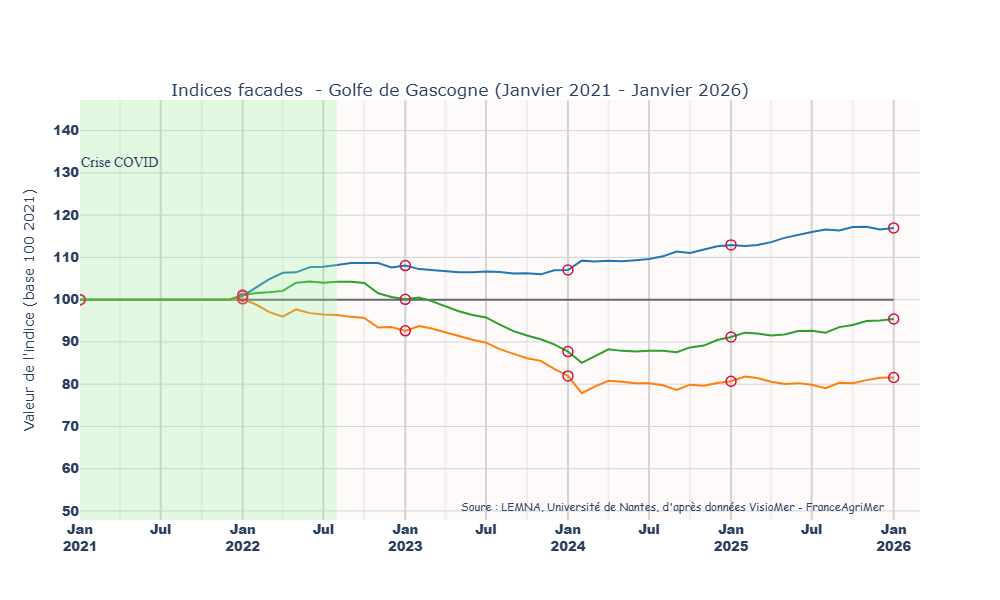 Indices facades  - Golfe de Gascogne (Janvier 2021 - Janvier 2026)
Valeur de l'indice (base 100 2021)
140
Crise COVID
130
120
110
100
90
80
70
60
50
Soure : LEMNA, Université de Nantes, d'après données VisioMer - FranceAgriMer
Jan Jul Jan Jul Jan Jul Jan Jul Jan Jul Jan
2021 2022 2023 2024 2025 2026